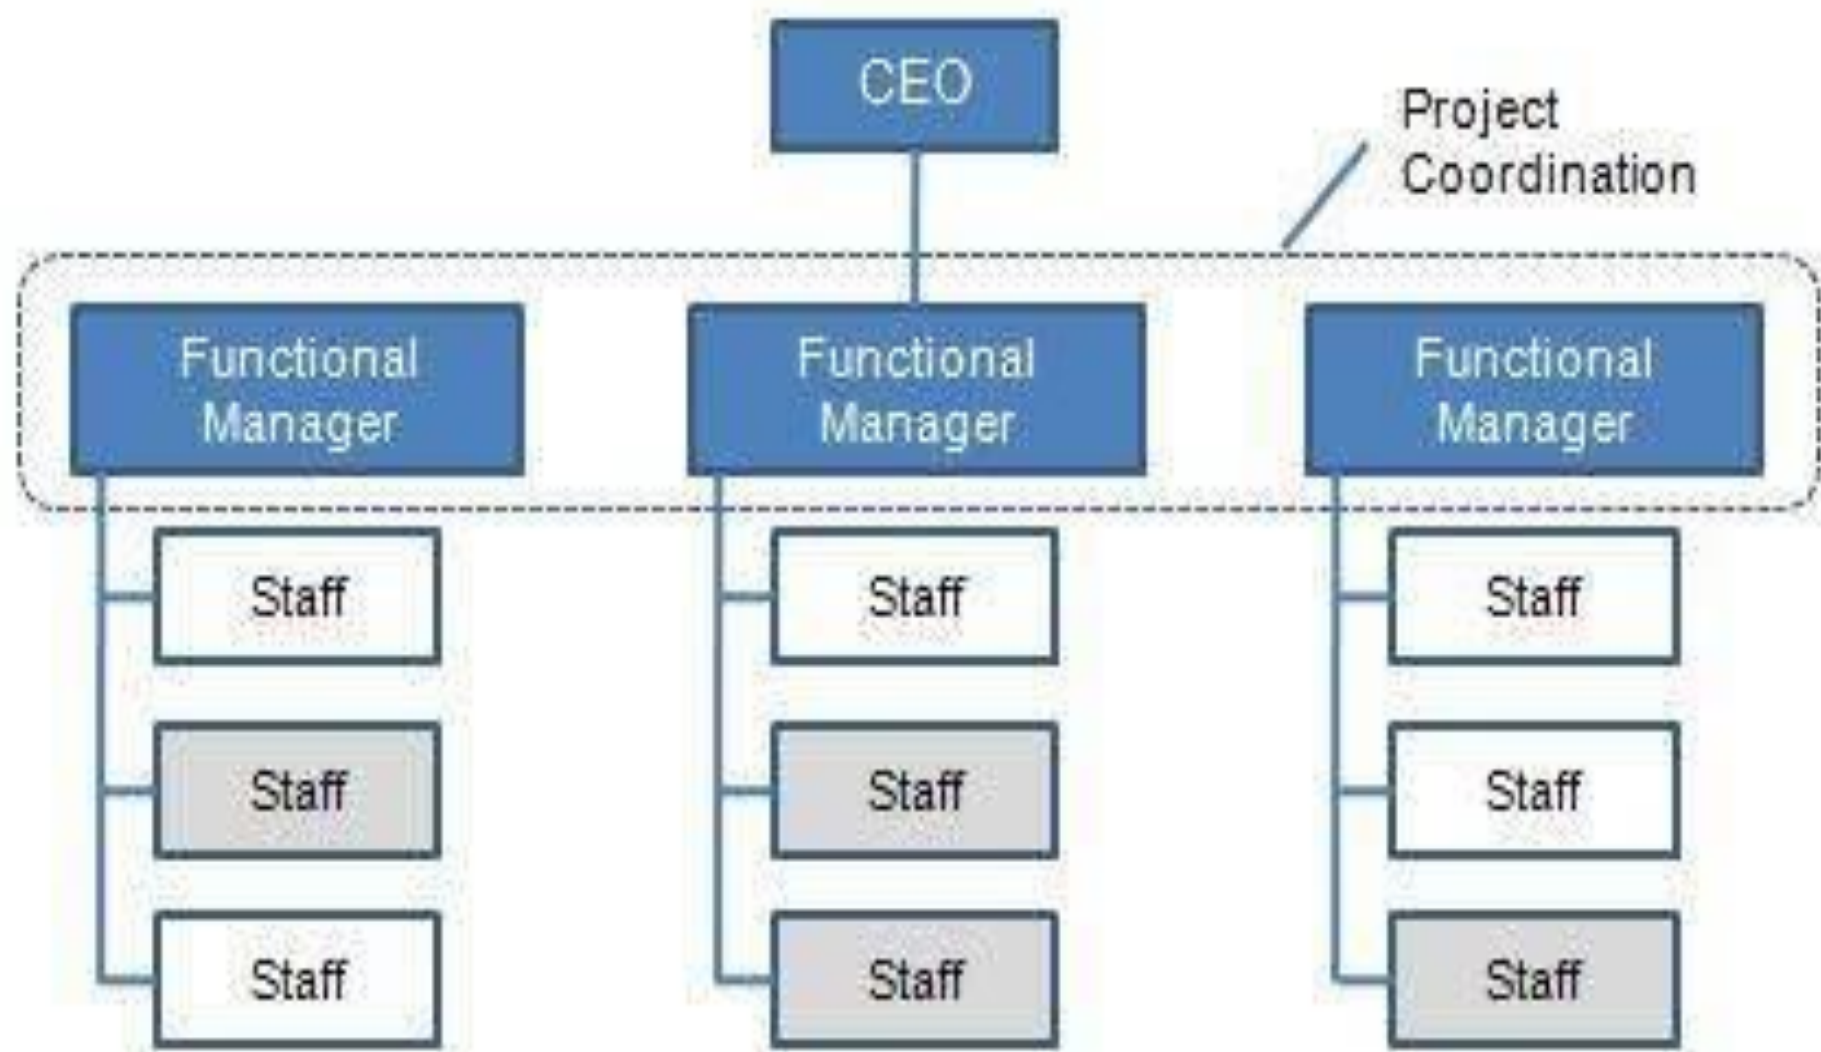 CEO
Project
Coordination
Functional
Manager
Functional
Manager
Functional
Manager
Staff
Staff
Staff
Staff
Staff
Staff
Staff
Staff
Staff